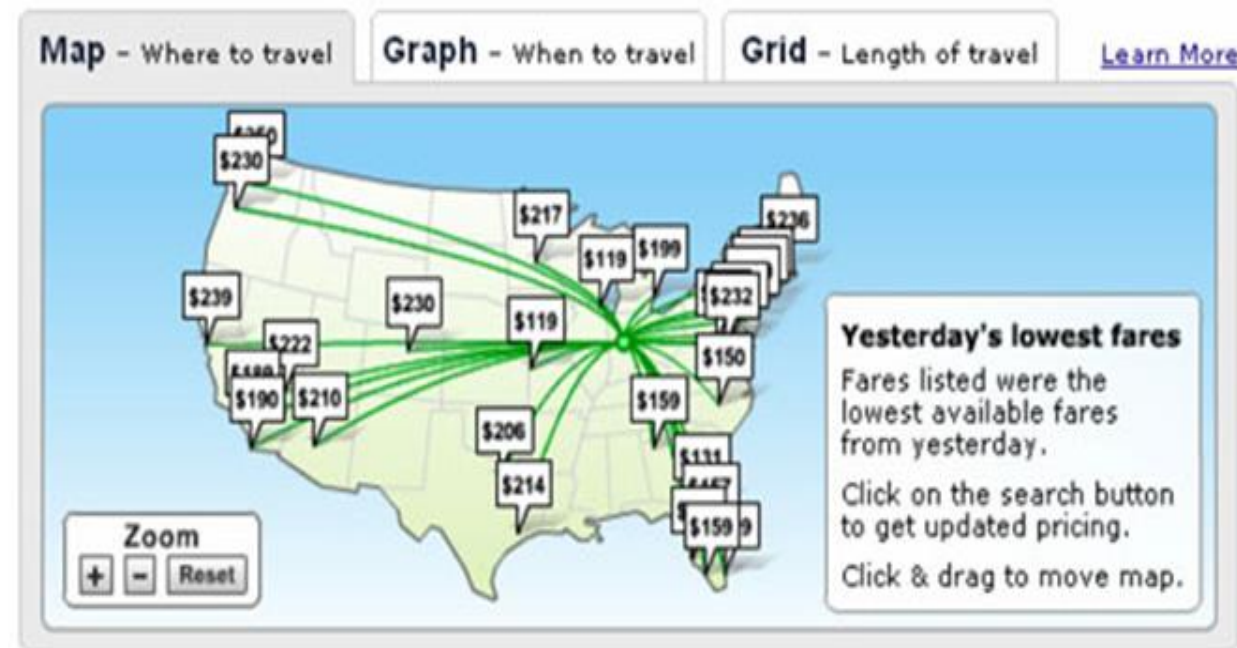 Map - Where to travel
Graph - When to travel
Grid - Length of travel
Learn More
$230
$217
$236
$199
$119
$239
$230
$232
$119
$222
$150
$190
$210
$159
$206
$131
$214
$159
Yesterday's lowest fares
Fares listed were the
lowest available fares
from yesterday.
Click on the search button
to get updated pricing.
Click & drag to move map.
Zoom
+ - Reset